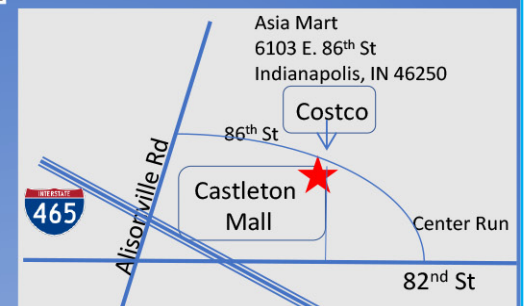 Asia Mart
6103 E. 86th St
Indianapolis, IN 46250
Costco
86th St
Alisonville Rd
INTERSTATE
465
Castleton
Mall
Center Run
82nd St